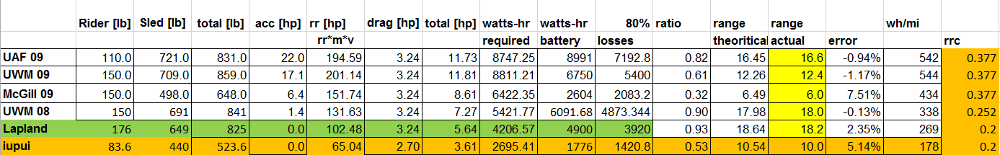 Rider [lb] Sled [lb] total [lb] acc [hp] rr [hp] drag [hp] total [hp] watts-hr watts-hr 80% ratio range range wh/mi
rr*m*v required battery losses theoritical actual error rrc
UAF 09 110.0 721.0 831.0 22.0 194.59 3.24 11.73 8747.25 8991 7192.8 0.82 16.45 16.6 -0.94% 542 0.377
UWM 09 150.0 709.0 859.0 17.1 201.14 3.24 11.81 8811.21 6750 5400 0.61 12.26 12.4 -1.17% 544 0.377
McGill 09 150.0 498.0 648.0 6.4 151.74 3.24 8.61 6422.35 2604 2083.2 0.32 6.49 6.0 7.51% 434 0.377
UWM 08 150 691 841 1.4 131.63 3.24 7.27 5421.77 6091.68 4873.344 0.90 17.98 18.0 -0.13% 338 0.252
Lapland 176 649 825 0.0 102.48 3.24 5.64 4206.57 4900 3920 0.93 18.64 18.2 2.35% 269 0.2
iupui 83.6 440 523.6 0.0 65.04 2.70 3.61 2695.41 1776 1420.8 0.53 10.54 10.0 5.14% 178 0.2